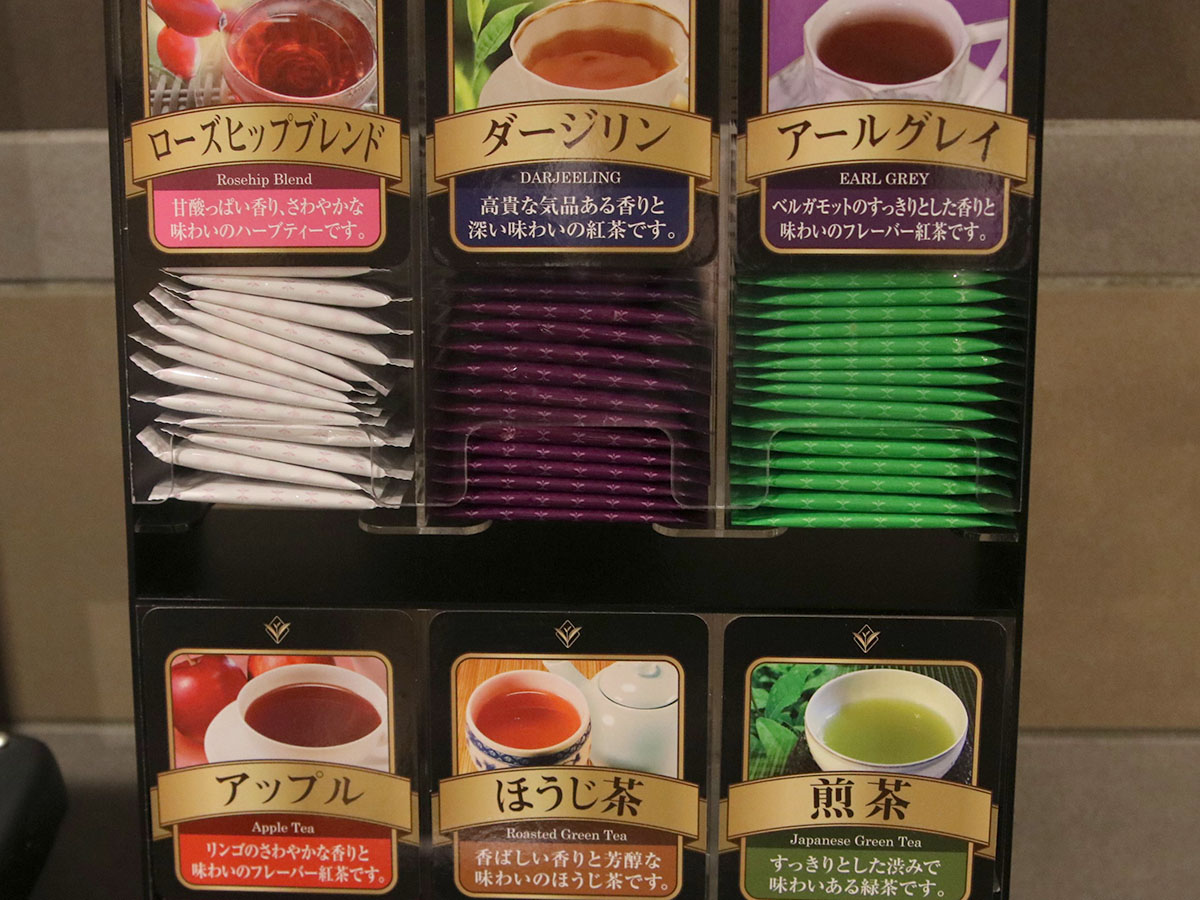 ローズヒップブレンド
Rosehip Blend
甘酸っぱい香り、さわやかな
味わいのハーブティーです。
ダージリン
DARJEELING
高貴な気品ある香りと
深い味わいの紅茶です。
アールグレイ
EARL GREY
ベルガモットのすっきりとした香りと
味わいのフレーバー紅茶です。
アップル
Apple Tea
リンゴのさわやかな香りと
味わいのフレーバー紅茶です。
ほうじ茶
Roasted Green Tea
香ばしい香りと芳醇な
味わいのほうじ茶です。
煎茶
Japanese Green Tea
すっきりとした渋みで
味わいある緑茶です。